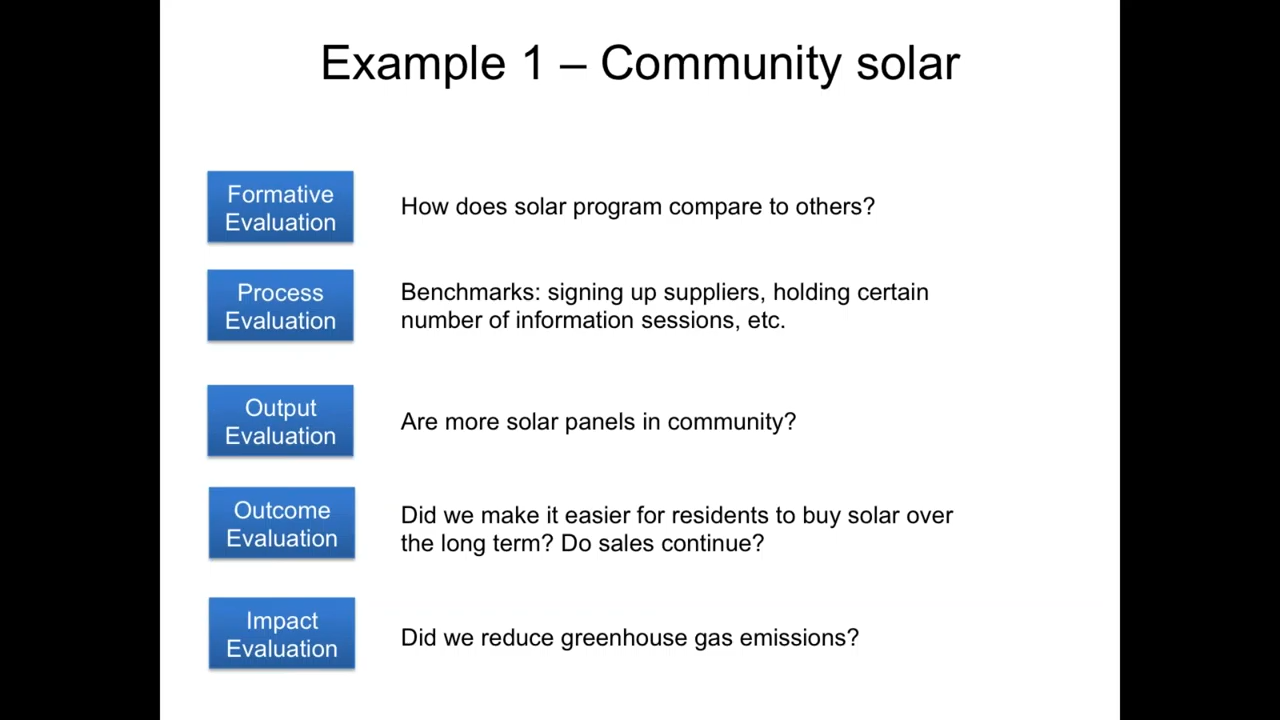 Example 1 – Community solar
Formative
Evaluation
How does solar program compare to others?
Process
Evaluation
Benchmarks: signing up suppliers, holding certain
number of information sessions, etc.
Output
Evaluation
Are more solar panels in community?
Outcome
Evaluation
Did we make it easier for residents to buy solar over
the long term? Do sales continue?
Impact
Evaluation
Did we reduce greenhouse gas emissions?